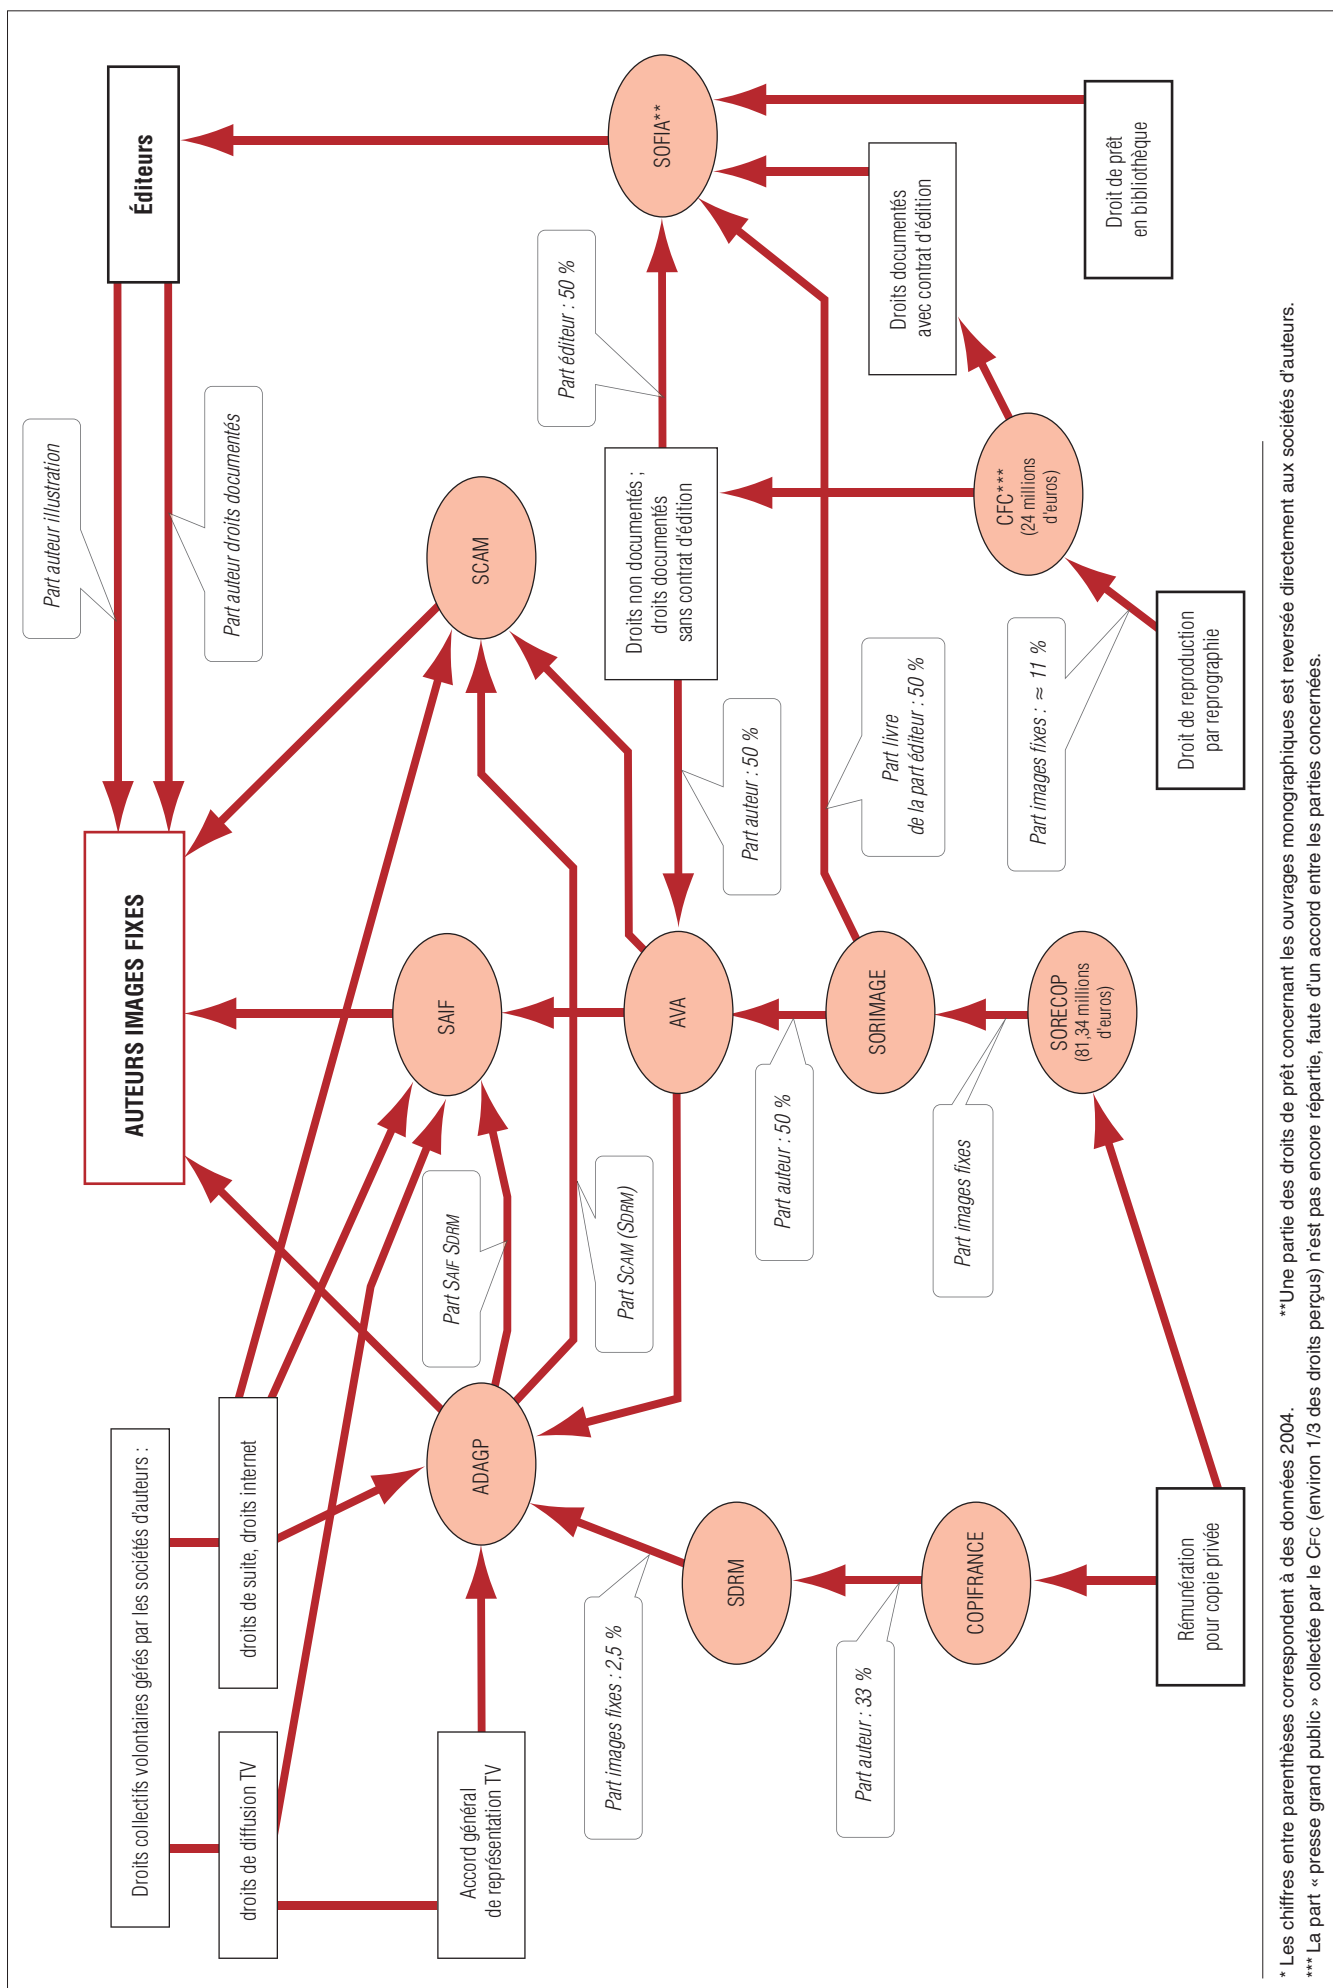 Droits collectifs volontaires gérés par les sociétés d'auteurs :
droits de diffusion TV
droits de suite, droits internet
Accord général
de représentation TV
AUTEURS IMAGES FIXES
Part auteur illustration
Part auteur droits documentés
Éditeurs
ADAGP
Part SAIF SDRM
Part SCAM (SDRM)
SAIF
SCAM
Part images fixes : 2,5 %
SDRM
Part auteur : 33 %
COPIFRANCE
Rémunération
pour copie privée
AVA
Part auteur : 50 %
SORIMAGE
Part images fixes
SORECOP
(81,34 millions
d'euros)
Part auteur : 50 %
Droits non documentés ;
droits documentés
sans contrat d'édition
Part éditeur : 50 %
SOFIA**
Part livre
de la part éditeur : 50 %
Droits documentés
avec contrat d'édition
CFC***
(24 millions
d'euros)
Part images fixes : ≈ 11 %
Droit de reproduction
par reprographie
Droit de prêt
en bibliothèque
* Les chiffres entre parenthèses correspondent à des données 2004. **Une partie des droits de prêt concernant les ouvrages monographiques est reversée directement aux sociétés d'auteurs.
*** La part « presse grand public » collectée par le CFC (environ 1/3 des droits perçus) n'est pas encore répartie, faute d'un accord entre les parties concernées.